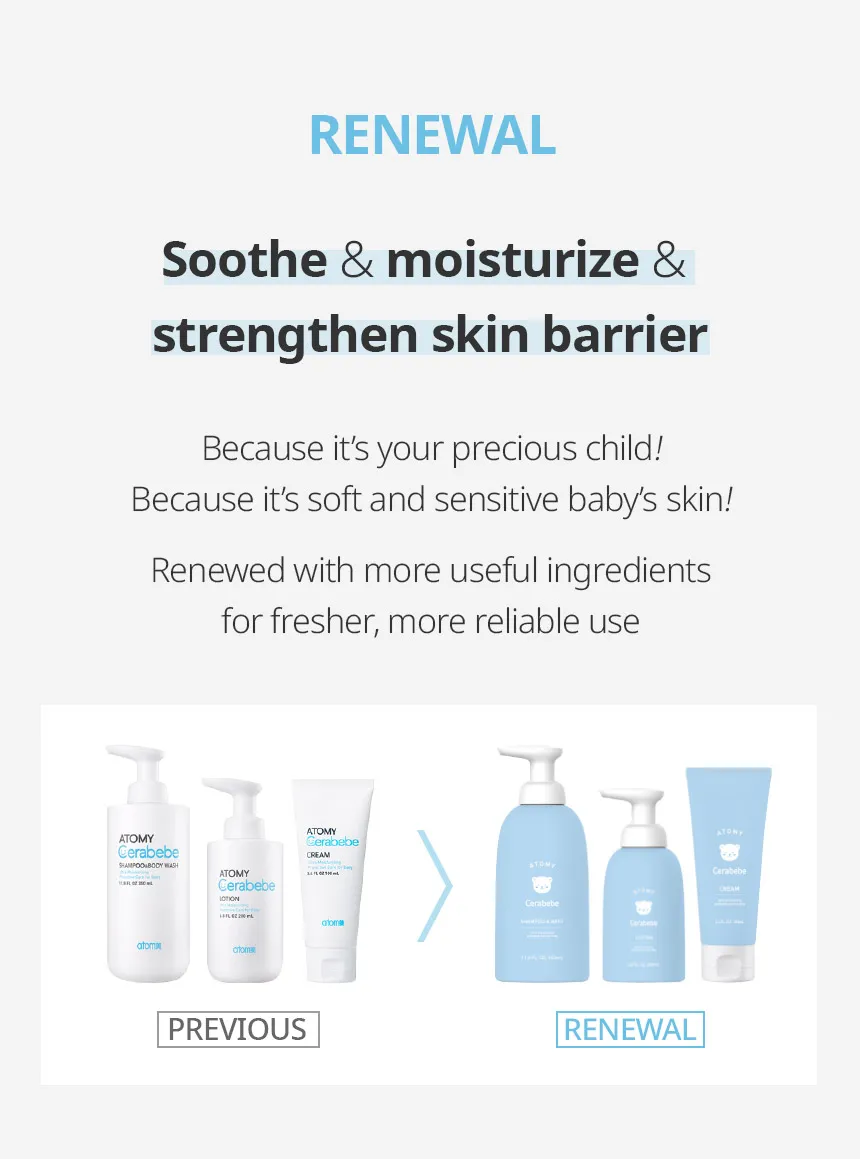 RENEWAL
Soothe & moisturize &
strengthen skin barrier
Because it's your precious child!
Because it's soft and sensitive baby's skin!
Renewed with more useful ingredients
for fresher, more reliable use
ATOMY
Cerabebe
SHAMPOO&BODY WASH
atomy
ATOMY
Cerabebe
LOTION
atomy
ATOMY
Cerabebe
CREAM
atomy
PREVIOUS
ATOMY
Cerabebe
ATOMY
Cerabebe
ATOMY
Cerabebe
CREAM
RENEWAL